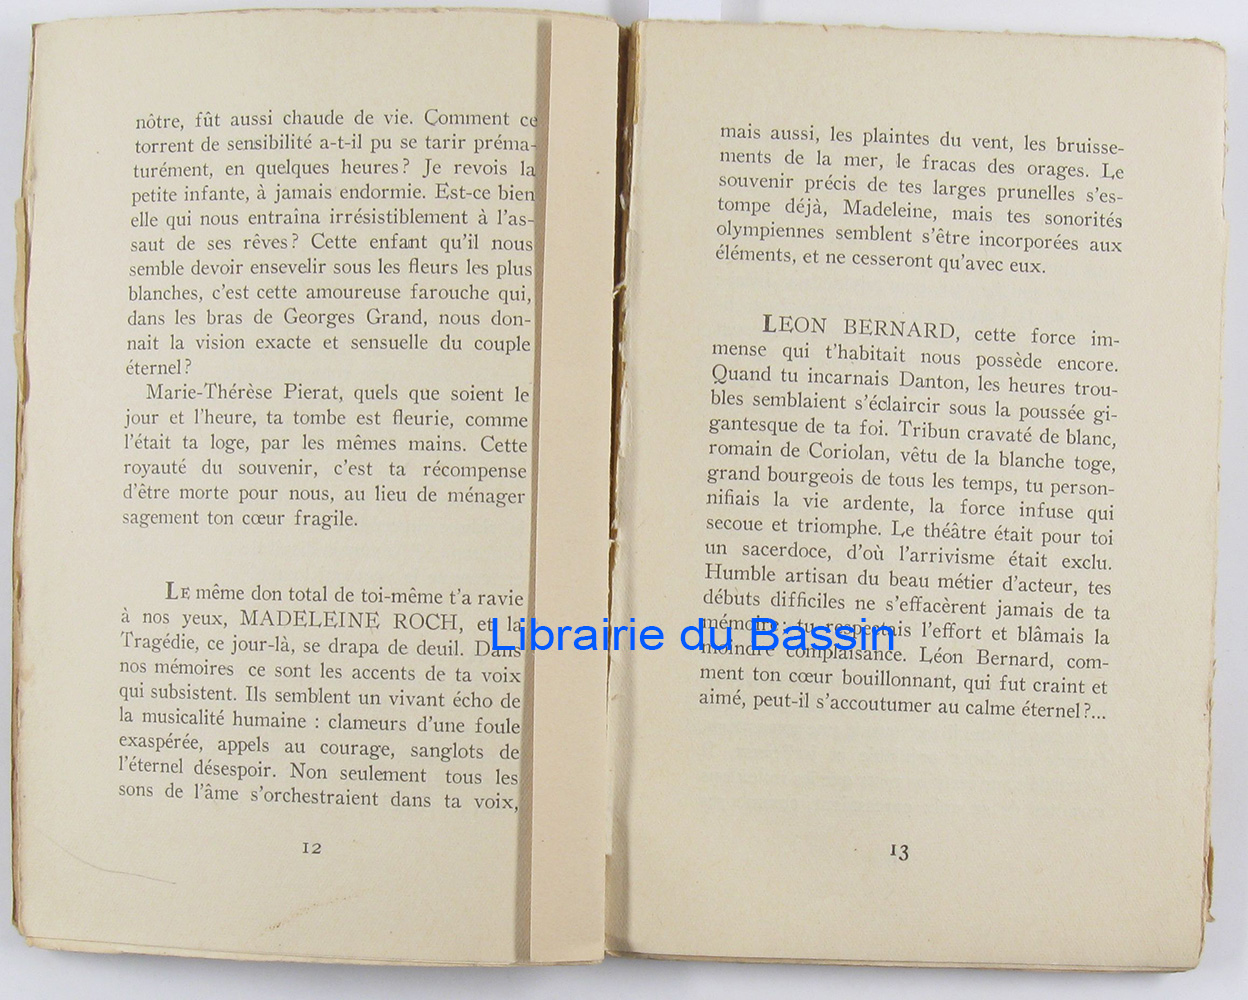 nôtre, fût aussi chaude de vie. Comment ce
torrent de sensibilité a-t-il pu se tarir préma-
turément, en quelques heures? Je revois la
petite infante, à jamais endormie. Est-ce bien
elle qui nous entraina irrésistiblement à l'as-
saut de ses rêves? Cette enfant qu'il nous
semble devoir ensevelir sous les fleurs les plus
blanches, c'est cette amoureuse farouche qui,
dans les bras de Georges Grand, nous don-
nait la vision exacte et sensuelle du couple
éternel?
Marie-Thérèse Pierat, quels que soient le
jour et l'heure, ta tombe est fleurie, comme
l'était ta loge, par les mêmes mains. Cette
royauté du souvenir, c'est ta récompense
d'être morte pour nous, au lieu de ménager
sagement ton cœur fragile.
LE même don total de toi-même t'a ravie
à nos yeux, MADELEINE ROCH, et la
Tragédie, ce jour-là, se drapa de deuil. Dans
nos mémoires ce sont les accents de ta voix
qui subsistent. Ils semblent un vivant écho de
la musicalité humaine : clameurs d'une foule
exaspérée, appels au courage, sanglots de
l'éternel désespoir. Non seulement tous les
sons de l'âme s'orchestraient dans ta voix,
12
mais aussi, les plaintes du vent, les bruisse-
ments de la mer, le fracas des orages. Le
souvenir précis de tes larges prunelles s'es-
tompe déjà, Madeleine, mais tes sonorités
olympiennes semblent s'être incorporées aux
éléments, et ne cesseront qu'avec eux.
LEON BERNARD, cette force im-
mense qui t'habitait nous possède encore.
Quand tu incarnais Danton, les heures trou-
bles semblaient s'éclaircir sous la poussée gi-
gantesque de ta foi. Tribun cravaté de blanc,
romain de Coriolan, vêtu de la blanche toge,
grand bourgeois de tous les temps, tu person-
nifiais la vie ardente, la force infuse qui
secoue et triomphe. Le théâtre était pour toi
un sacerdoce, d'où l'arrivisme était exclu.
Humble artisan du beau métier d'acteur, tes
débuts difficiles ne s'effacèrent jamais de ta
mémoire; tu respectais l'effort et blâmais la
moindre complaisance. Léon Bernard, com-
ment ton cœur bouillonnant, qui fut craint et
aimé, peut-il s'accoutumer au calme éternel?...
13
Librairie du Bassin